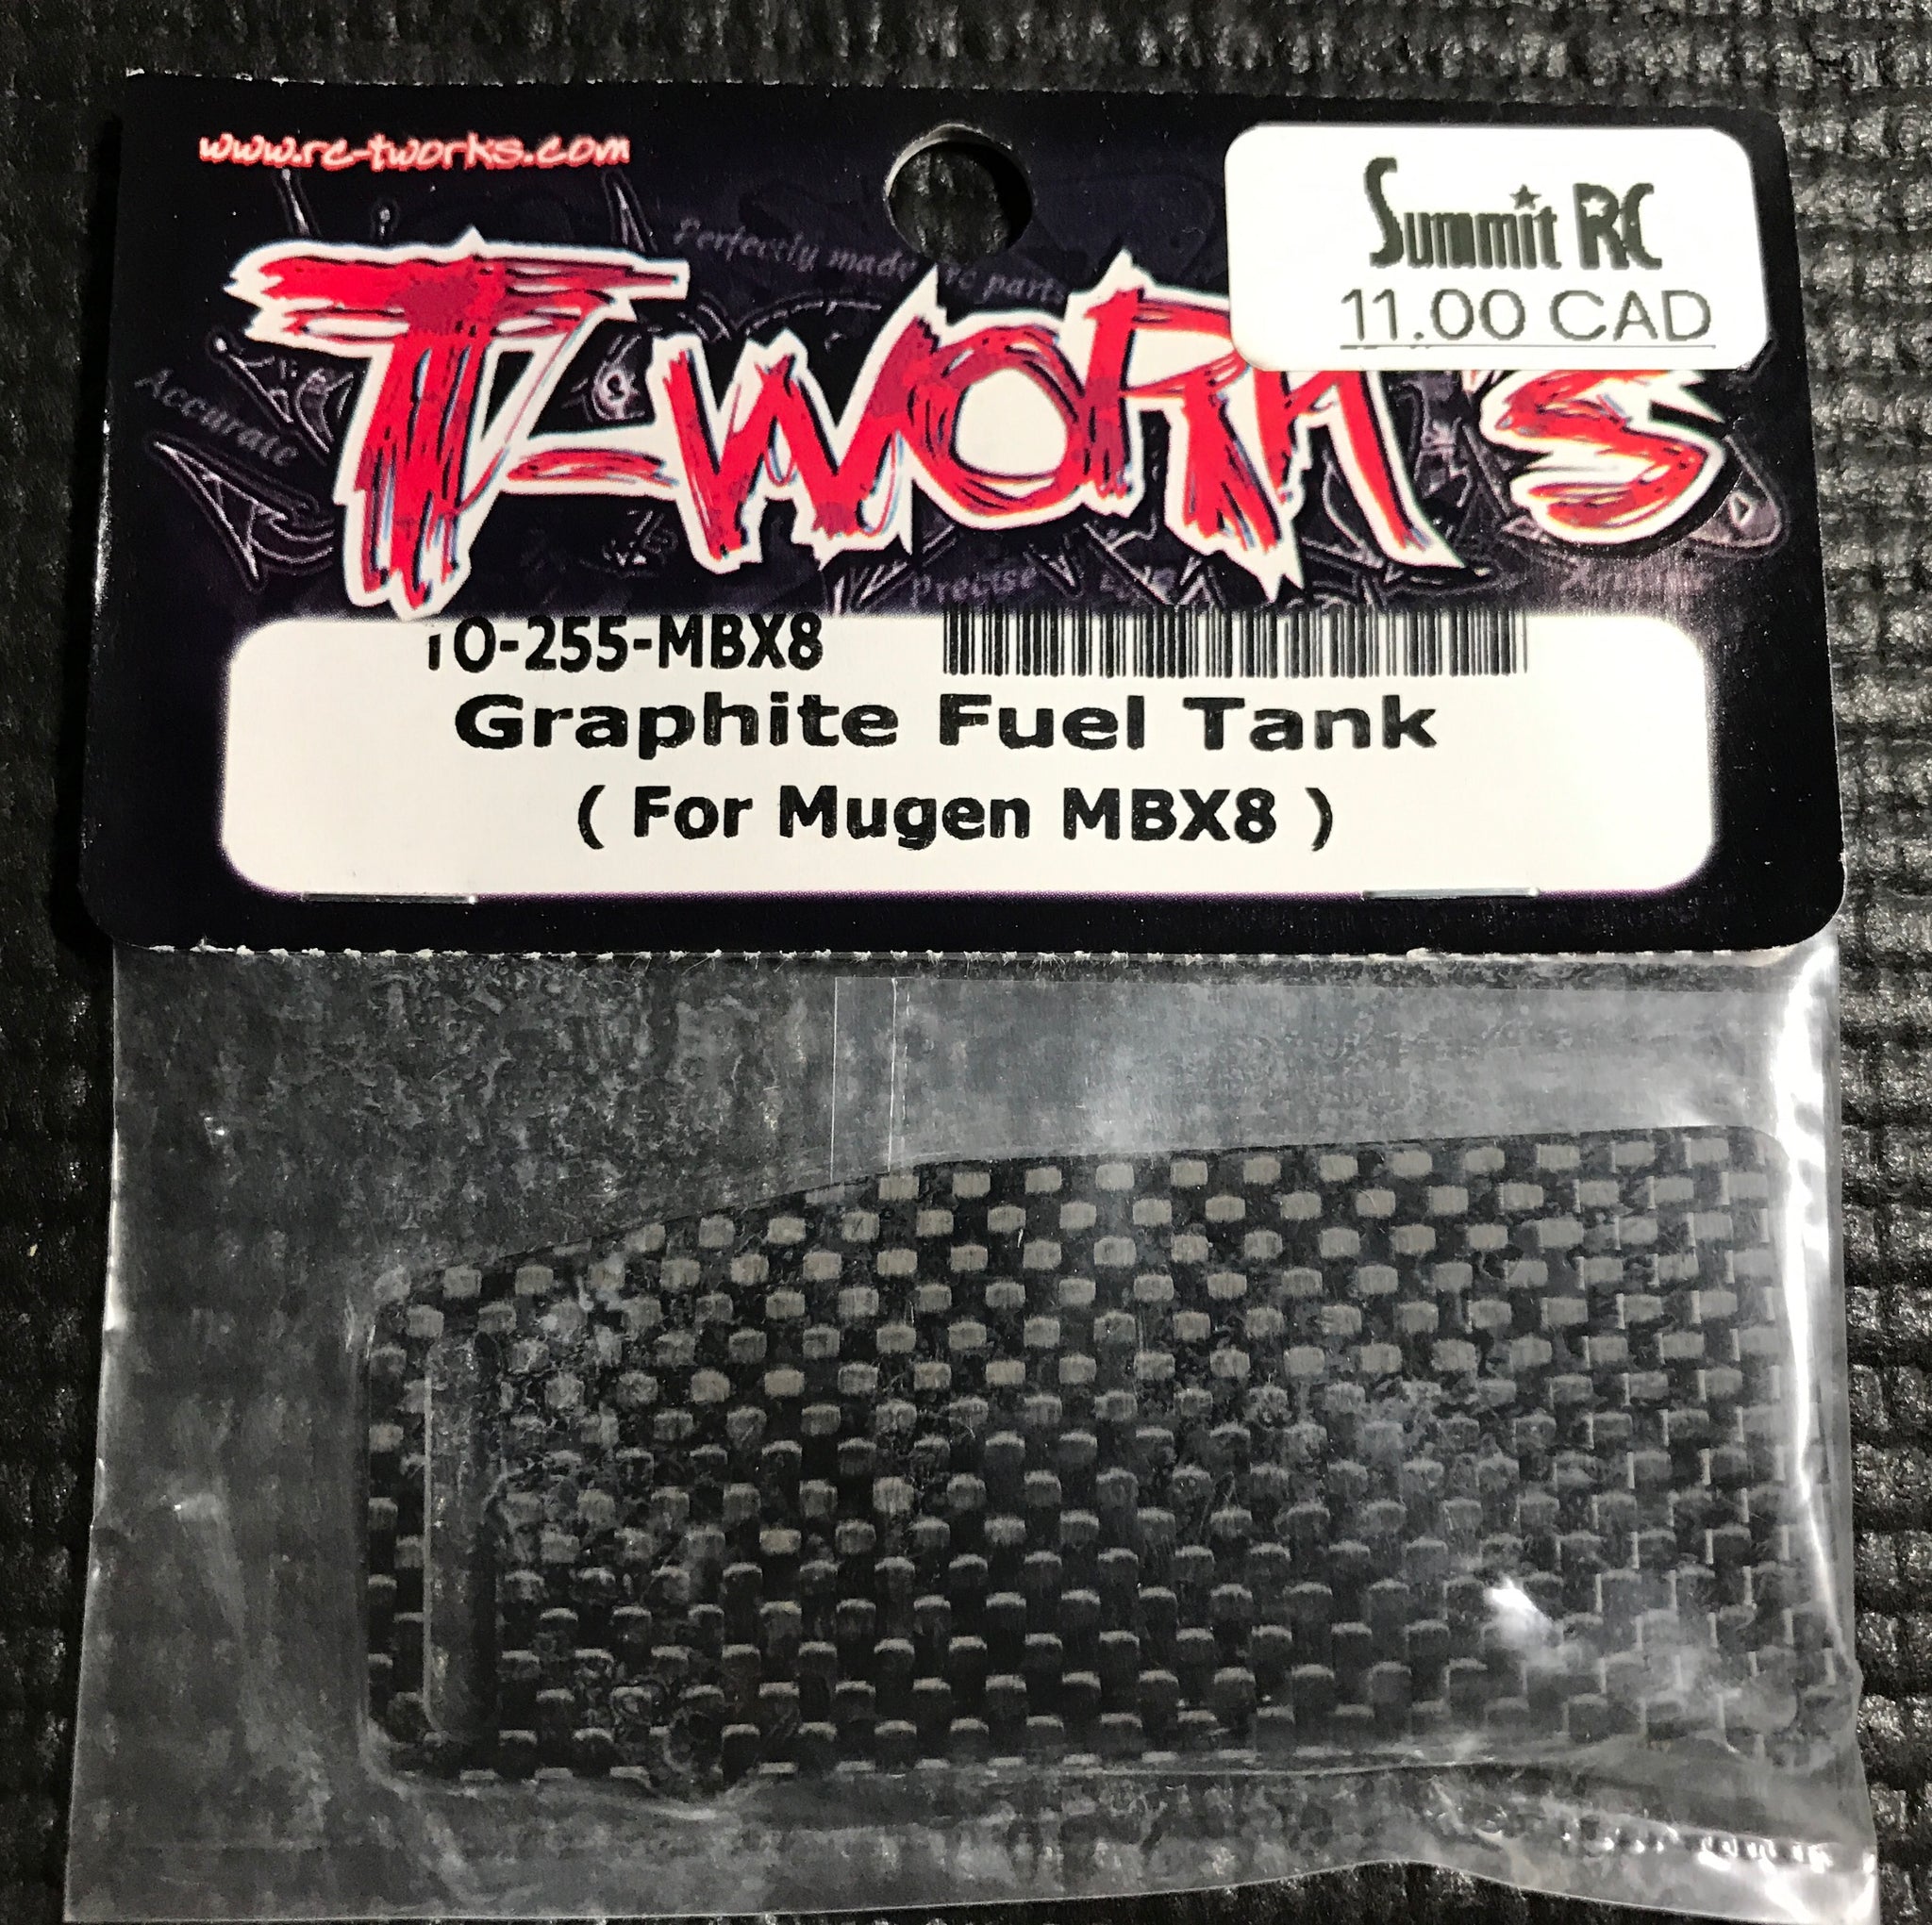 www.rc-tworks.com
Summit RC
11.00 CAD
Perfectly made rc parts
T-Work's
Accurate
Precise
O-255-MBX8
Graphite Fuel Tank
( For Mugen MBX8 )